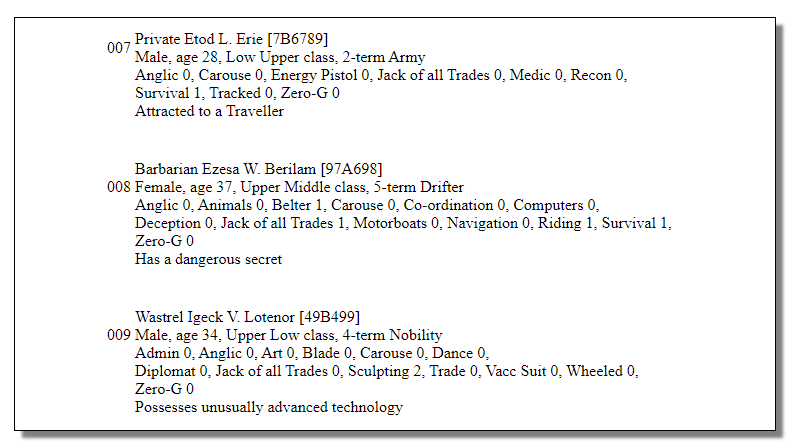 Private Etod L. Erie [7B6789]
007
Male, age 28, Low Upper class, 2-term Army
Anglic 0, Carouse 0, Energy Pistol 0, Jack of all Trades 0, Medic 0, Recon 0,
Survival 1, Tracked 0, Zero-G 0
Attracted to a Traveller
Barbarian Ezesa W. Berilam [97A698]
008 Female, age 37, Upper Middle class, 5-term Drifter
Anglic 0, Animals 0, Belter 1, Carouse 0, Co-ordination 0, Computers 0,
Deception 0, Jack of all Trades 1, Motorboats 0, Navigation 0, Riding 1, Survival 1,
Zero-G 0
Has a dangerous secret
Wastrel Igeck V. Lotenor [49B499]
009 Male, age 34, Upper Low class, 4-term Nobility
Admin 0, Anglic 0, Art 0, Blade 0, Carouse 0, Dance 0,
Diplomat 0, Jack of all Trades 0, Sculpting 2, Trade 0, Vacc Suit 0, Wheeled 0,
Zero-G 0
Possesses unusually advanced technology